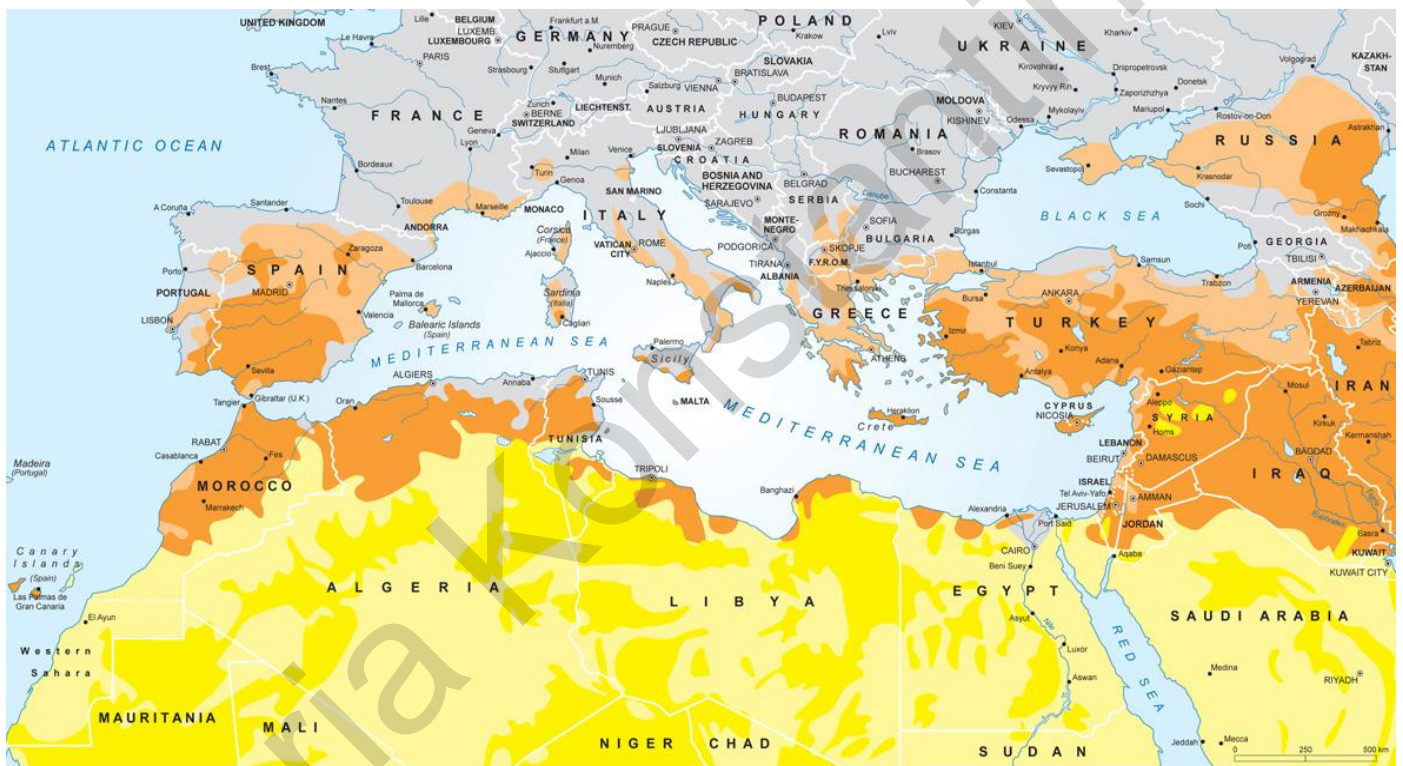 UNITED KINGDOM
Lille
BELGIUM
LUXEMB.
LUXEMBOURG
Frankfurt a.M.
GERMANY
Nuremberg
PRAGUE
CZECH REPUBLIC
POLAND
Krakow
Lviv
KIEV
Dnieper
Kharkiv
UKRAINE
Volgograd
KAZAKH-
STAN
Le Havre
PARIS
Brest
Strasbourg
Stuttgart
Munich
Salzburg
VIENNA
SLOVAKIA
BRATISLAVA
Kirovohrad
Dnipropetrovsk
Donetsk
Kryvyy Rih
Zaporizhzhya
Mykolayiv
Mariupol
Don
Rostov-on-Don
Volga
Astrakhan
Nantes
FRANCE
Zurich
BERNE
LIECHTENST.
SWITZERLAND
AUSTRIA
BUDAPEST
HUNGARY
MOLDOVA
KISHINEV
Odessa
RUSSIA
ATLANTIC OCEAN
Geneva
Lyon
Milan
Venice
LJUBLJANA
SLOVENIA
ZAGREB
CROATIA
ROMANIA
Brasov
BUCHAREST
Sevastopol
Krasnodar
Bordeaux
Turin
Genoa
SAN MARINO
BOSNIA AND
HERZEGOVINA
SARAJEVO
BELGRAD
SERBIA
Danube
Constanta
Sochi
Grozny
Makhachkala
A Coruña
Santander
Toulouse
Marseille
MONACO
ANDORRA
ITALY
MONTE-
NEGRO
PODGORICA
SOFIA
BULGARIA
Burgas
BLACK SEA
Poti
GEORGIA
TBILISI
Porto
SPAIN
Zaragoza
Barcelona
Corsica
(France)
Ajaccio
VATICAN
CITY
ROME
Naples
TIRANA
ALBANIA
SKOPJE
F.Y.R.O.M.
Thessaloniki
Istanbul
Bursa
ANKARA
Samsun
Trabzon
ARMENIA
YEREVAN
AZERBAIJAN
PORTUGAL
MADRID
LISBON
Valencia
Palma de
Mallorca
Balearic Islands
(Spain)
Sardinia
(Italia)
Cagliari
GREECE
ATHENS
Izmir
TURKEY
Konya
Adana
Antalya
Gaziantep
Tabriz
Sevilla
MEDITERRANEAN SEA
Palermo
Sicily
Tangier
Gibraltar (U.K.)
Oran
ALGIERS
Annaba
TUNIS
Sousse
MALTA
MEDITERRANEAN SEA
Heraklion
Crete
CYPRUS
NICOSIA
Aleppo
SYRIA
Homs
Mosul
IRAN
Kirkuk
Kermanshah
RABAT
Casablanca
Fes
MOROCCO
Marrakech
TUNISIA
TRIPOLI
Banghazi
LEBANON
BEIRUT
DAMASCUS
BAGDAD
IRAQ
Madeira
(Portugal)
Alexandria
Port Said
ISRAEL
Tel Aviv-Yafo
JERUSALEM
AMMAN
JORDAN
Euphrates
Tigris
Basra
KUWAIT
KUWAIT CITY
Canary
Islands
(Spain)
Las Palmas de
Gran Canaria
CAIRO
Beni Suey
Aqaba
ALGERIA
LIBYA
EGYPT
El Ayun
Asyut
Nile
SAUDI ARABIA
Western
Sahara
Luxor
RED SEA
Medina
RIYADH
Aswan
MAURITANIA
MALI
NIGER
CHAD
SUDAN
Jeddah
Mecca
0 250 500 km
ria Konstantin